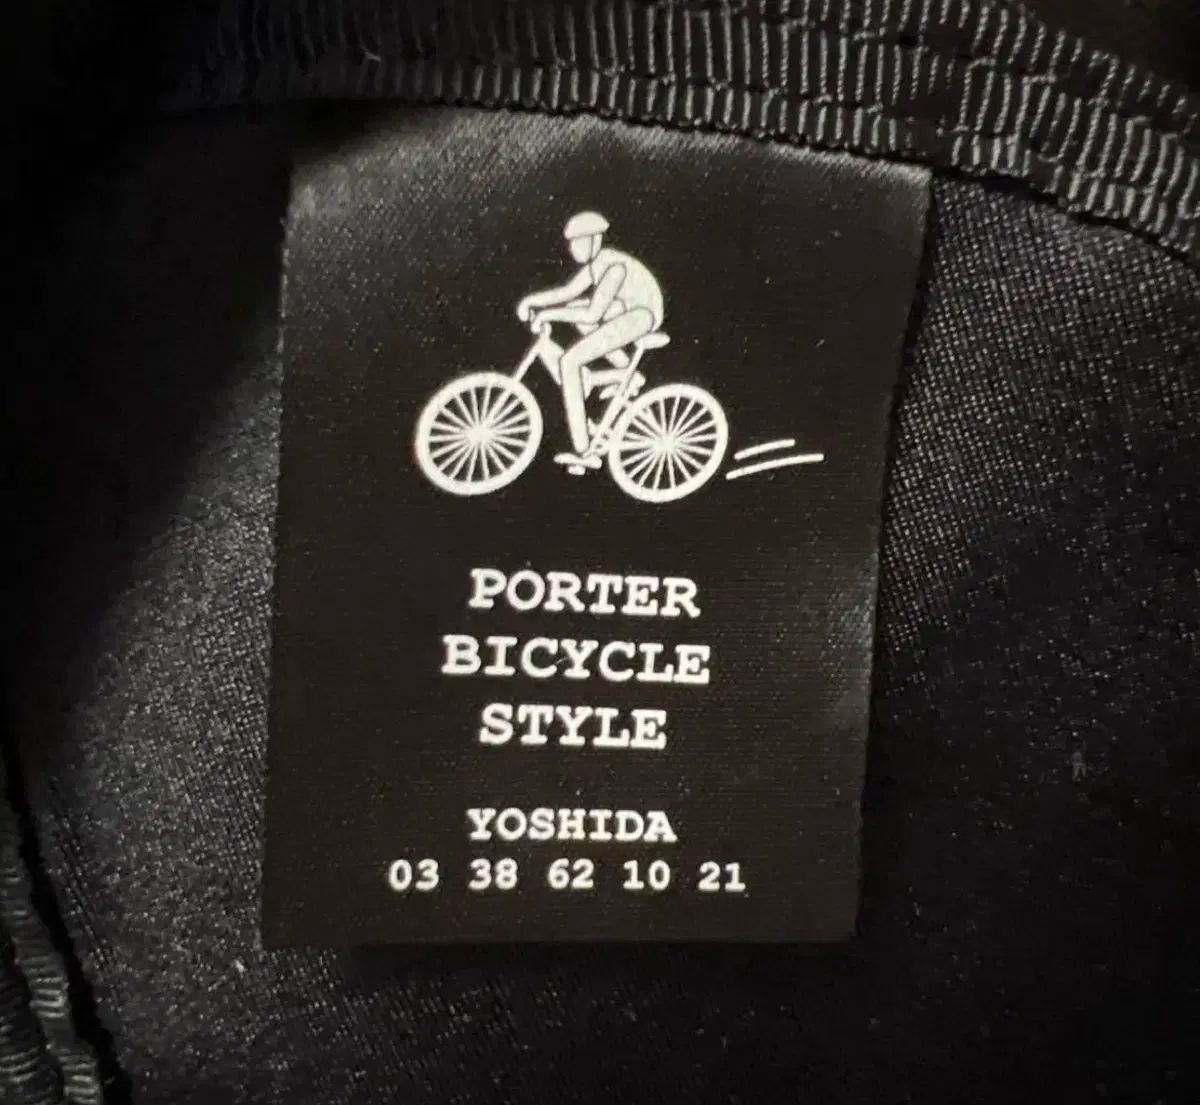 PORTER
BICYCLE
STYLE
YOSHIDA
03 38 62 10 21